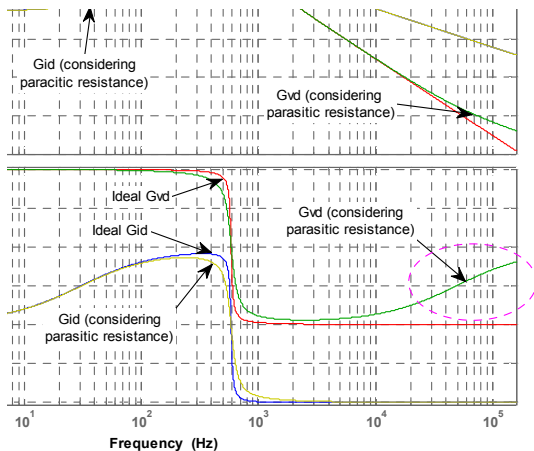 Gid (considering
paracitic resistance)
Gvd (considering
parasitic resistance)
Ideal Gvd
Ideal Gid
Gvd (considering
parasitic resistance)
Gid (considering
parasitic resistance)
10^1
10^2
10^3
10^4
10^5
Frequency (Hz)